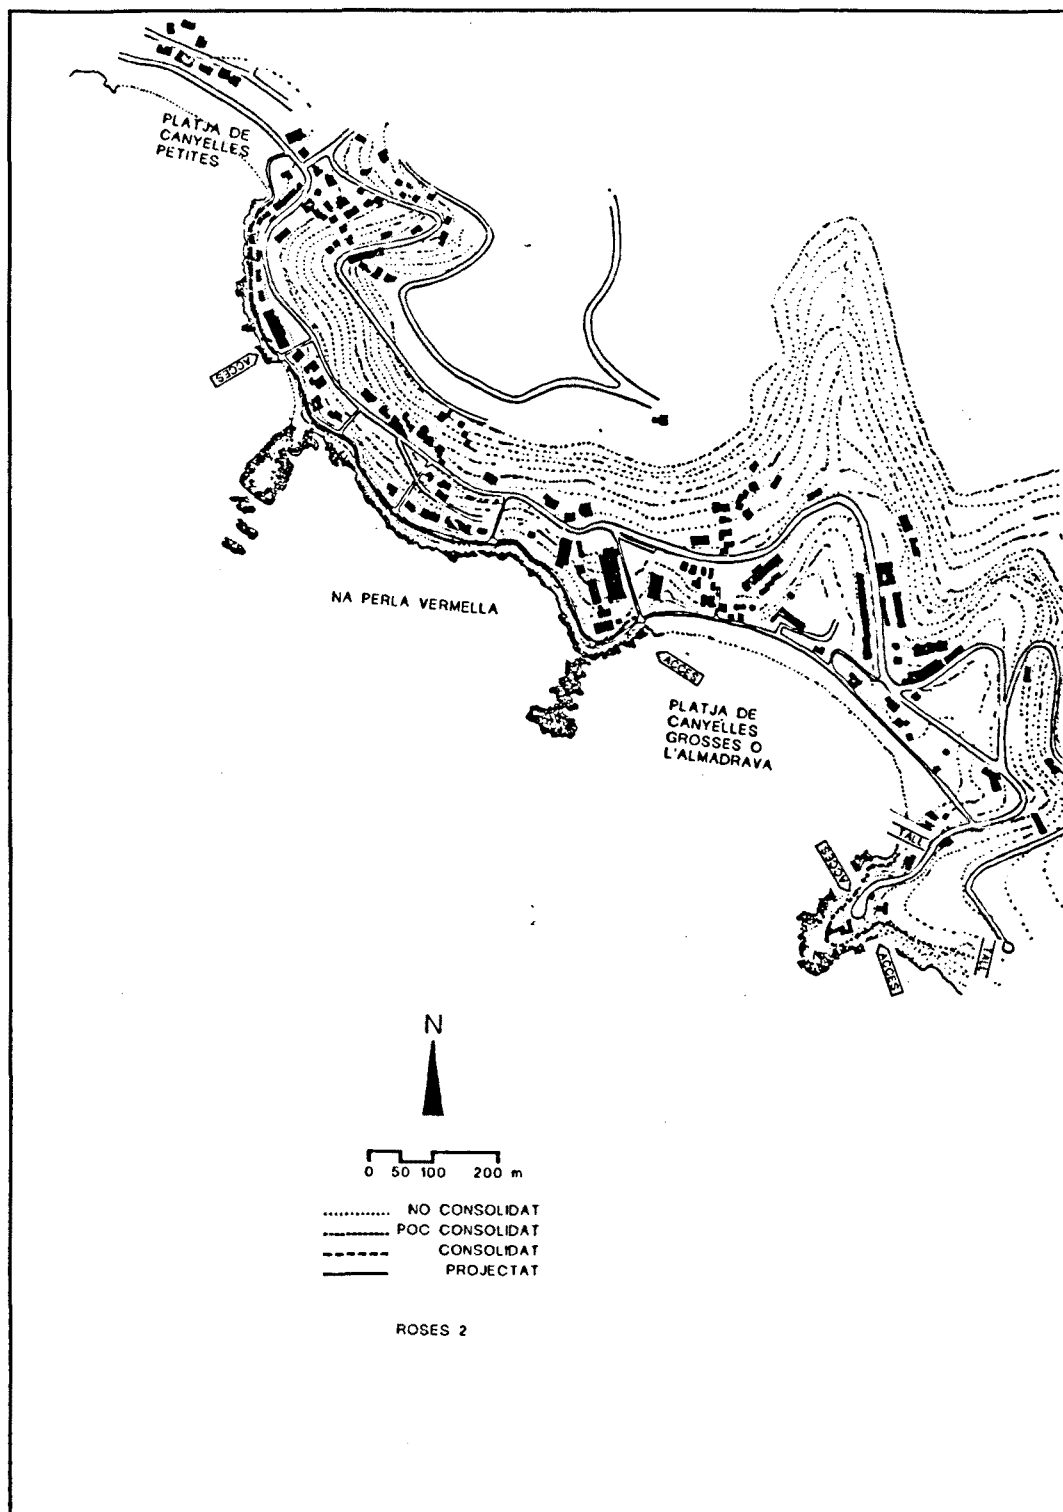 PLATJA DE
CANYELLES
PETITES
ACCES
NA PERLA VERMELLA
ACCES
PLATJA DE
CANYELLES
GROSSES O
L'ALMADRAVA
TALL
ACCES
TALL
ACCES
N
0 50 100 200 m
NO CONSOLIDAT
POC CONSOLIDAT
CONSOLIDAT
PROJECTAT
ROSES 2